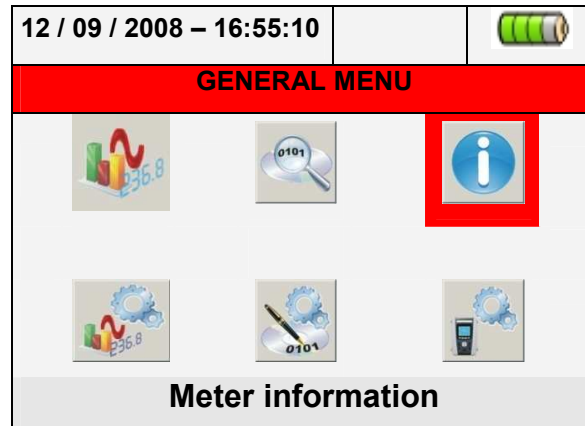 12 / 09 / 2008 – 16:55:10
GENERAL MENU
236.8
0101
236.8
0101
Meter information